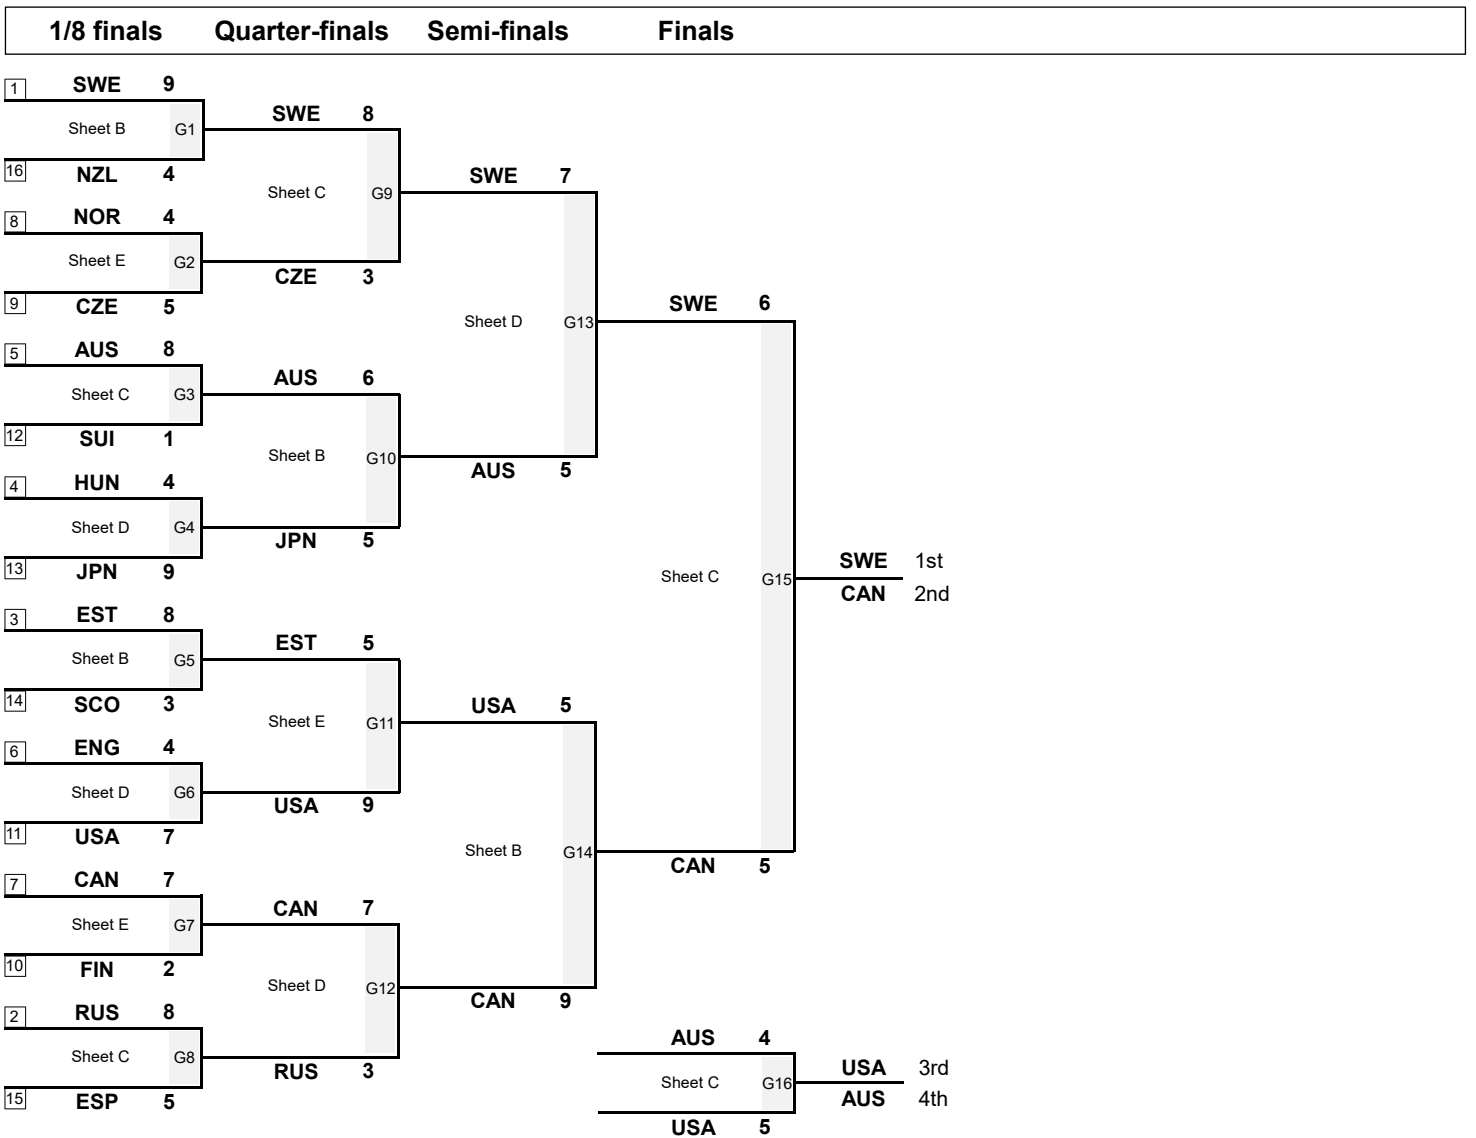 1/8 finals Quarter-finals Semi-finals Finals
1 SWE 9
Sheet B G1
16 NZL 4
8 NOR 4
Sheet E G2
9 CZE 5
5 AUS 8
Sheet C G3
12 SUI 1
4 HUN 4
Sheet D G4
13 JPN 9
3 EST 8
Sheet B G5
14 SCO 3
6 ENG 4
Sheet D G6
11 USA 7
7 CAN 7
Sheet E G7
10 FIN 2
2 RUS 8
Sheet C G8
15 ESP 5
SWE 8
Sheet C G9
CZE 3
AUS 6
Sheet B G10
JPN 5
EST 5
Sheet E G11
USA 9
CAN 7
Sheet D G12
RUS 3
SWE 7
Sheet D G13
AUS 5
USA 5
Sheet B G14
CAN 9
SWE 6
Sheet C G15
CAN 5
SWE 1st
CAN 2nd
AUS 4
Sheet C G16
USA 5
USA 3rd
AUS 4th